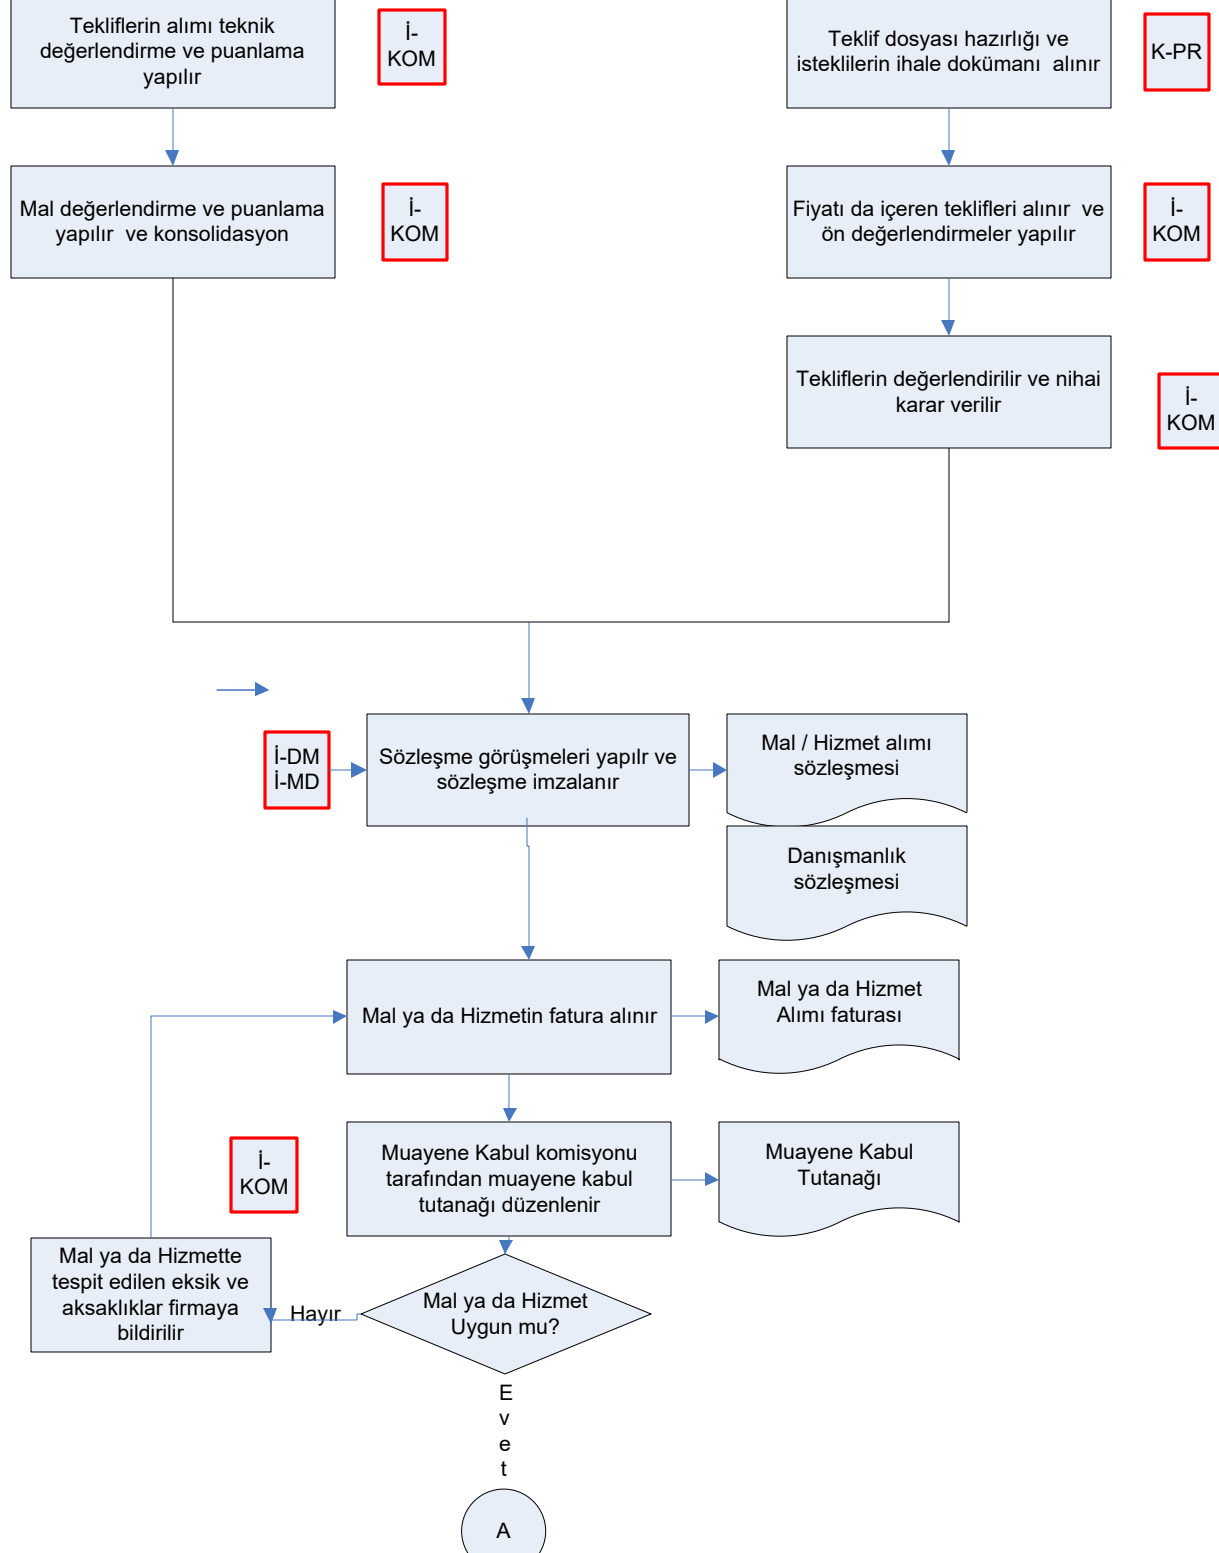 Tekliflerin alımı teknik
değerlendirme ve puanlama
yapılır
İ-
KOM
Teklif dosyası hazırlığı ve
isteklilerin ihale dokümanı alınır
K-PR
Mal değerlendirme ve puanlama
yapılır ve konsolidasyon
İ-
KOM
Fiyatı da içeren teklifleri alınır ve
ön değerlendirmeler yapılır
İ-
KOM
Tekliflerin değerlendirilir ve nihai
karar verilir
İ-
KOM
İ-DM
İ-MD
Sözleşme görüşmeleri yapılr ve
sözleşme imzalanır
Mal / Hizmet alımı
sözleşmesi
Danışmanlık
sözleşmesi
Mal ya da Hizmetin fatura alınır
Mal ya da Hizmet
Alımı faturası
İ-
KOM
Muayene Kabul komisyonu
tarafından muayene kabul
tutanağı düzenlenir
Muayene Kabul
Tutanağı
Mal ya da Hizmette
tespit edilen eksik ve
aksaklıklar firmaya
bildirilir
Hayır
Mal ya da Hizmet
Uygun mu?
E
v
e
t
A